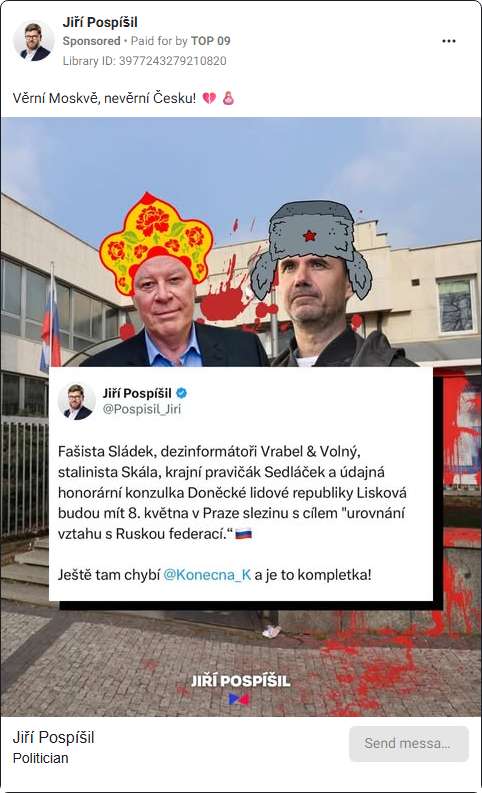 Jiří Pospíšil
Sponsored • Paid for by TOP 09
Library ID: 3977243279210820
Věrní Moskvě, nevěrní Česku! 💔 🪆
Jiří Pospíšil
@Pospisil_Jiri
Fašista Sládek, dezinformátoři Vrabel & Volný,
stalinista Skála, krajní pravičák Sedláček a údajná
honorární konzulka Doněcké lidové republiky Lisková
budou mít 8. května v Praze slezinu s cílem "urovnání
vztahu s Ruskou federací.“ 🇷🇺
Ještě tam chybí @Konecna_K a je to kompletka!
JIŘÍ POSPÍŠIL
Jiří Pospíšil
Politician
Send messa...